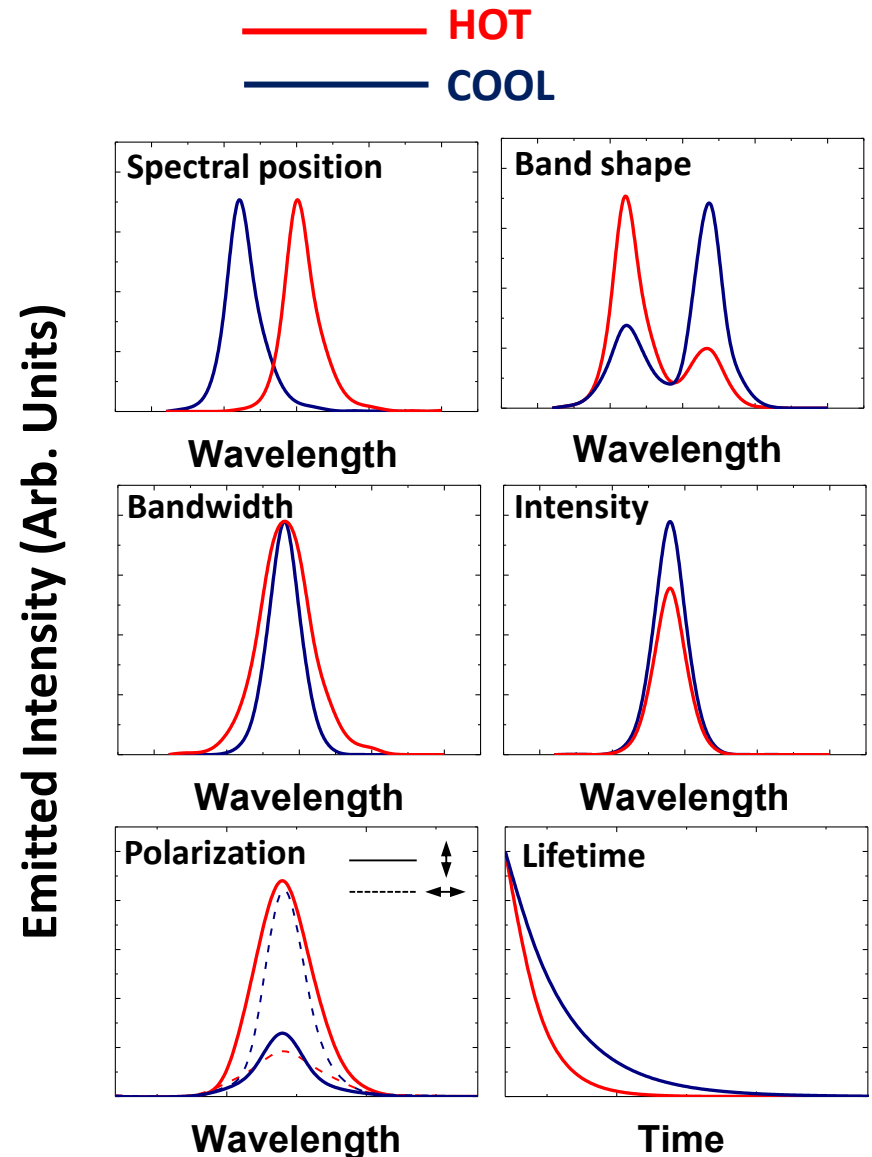 HOT
COOL
Emitted Intensity (Arb. Units)
Spectral position
Wavelength
Band shape
Wavelength
Bandwidth
Wavelength
Intensity
Wavelength
Polarization
Wavelength
Lifetime
Time